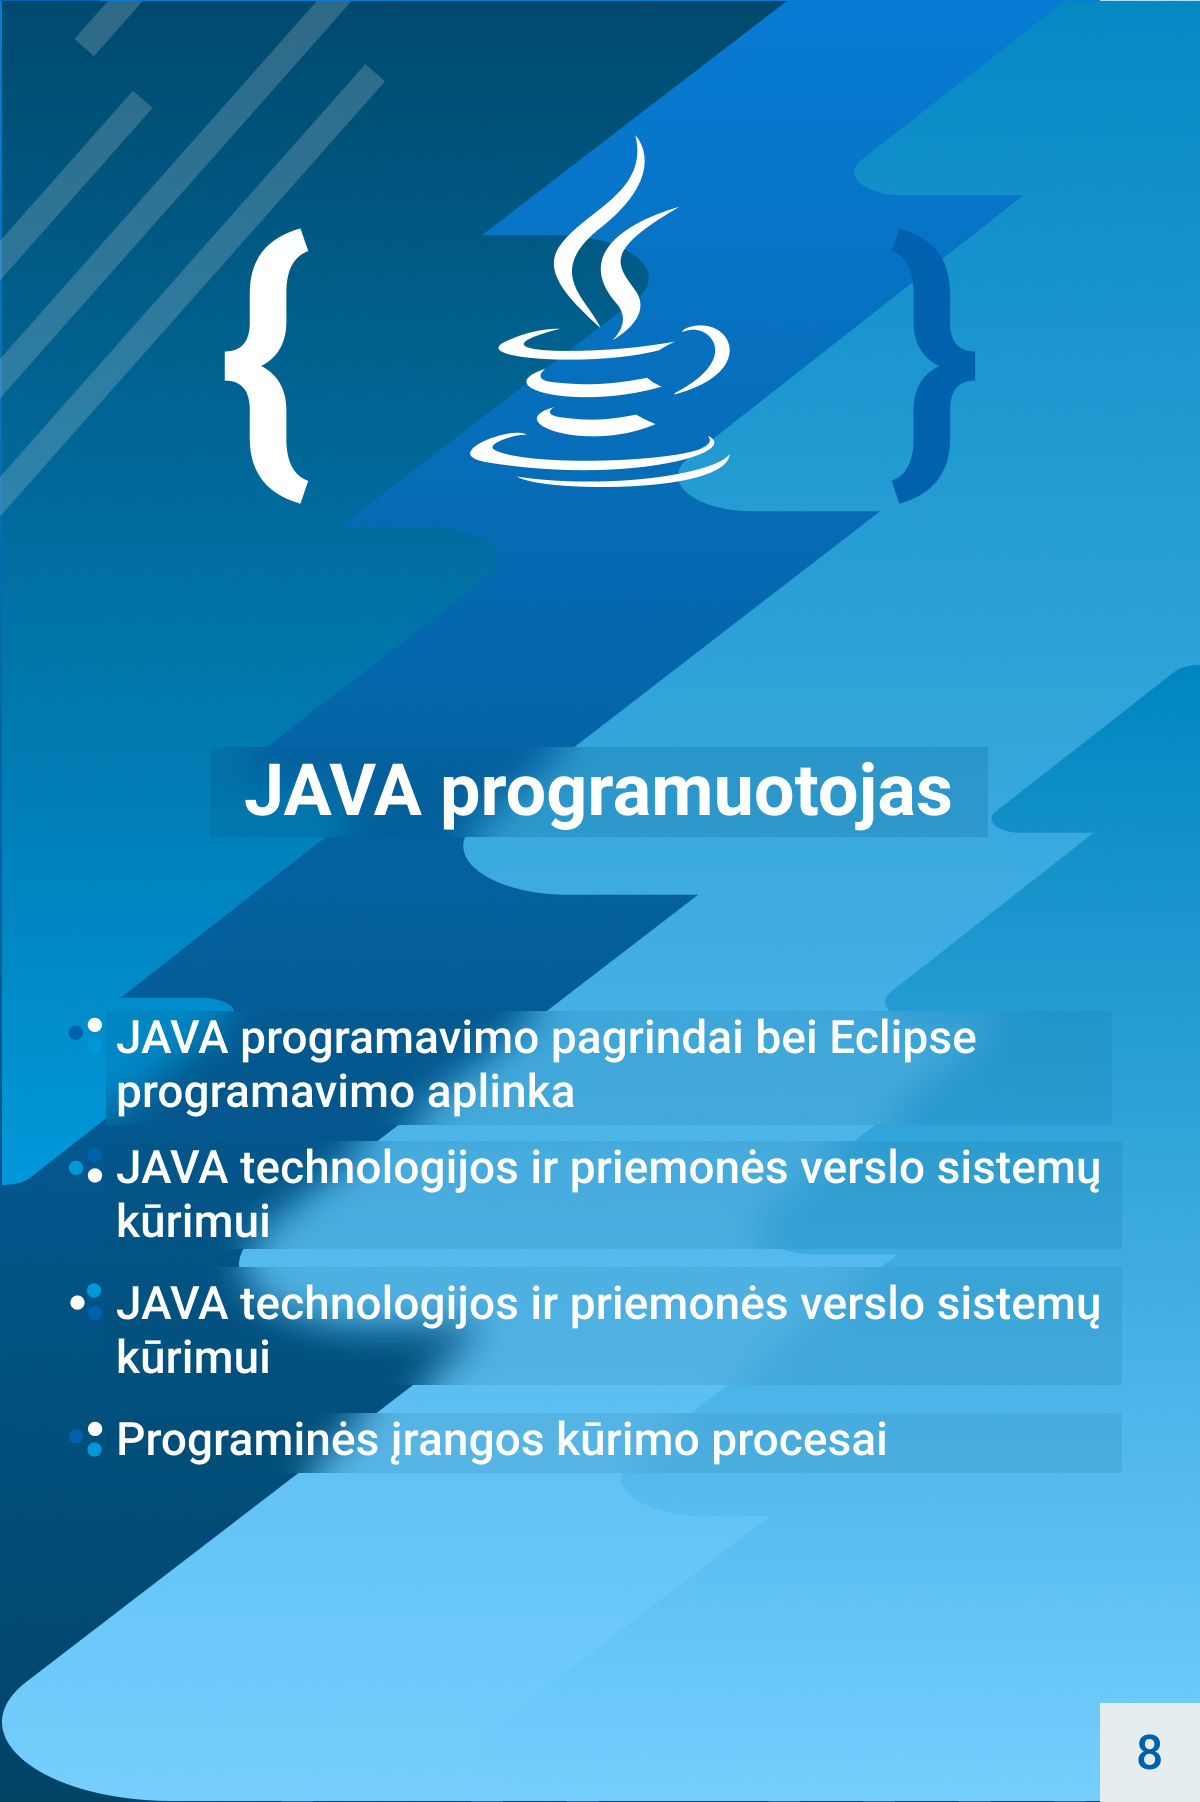 { }
JAVA programuotojas
JAVA programavimo pagrindai bei Eclipse
programavimo aplinka
JAVA technologijos ir priemonės verslo sistemų
kūrimui
JAVA technologijos ir priemonės verslo sistemų
kūrimui
Programinės įrangos kūrimo procesai
8